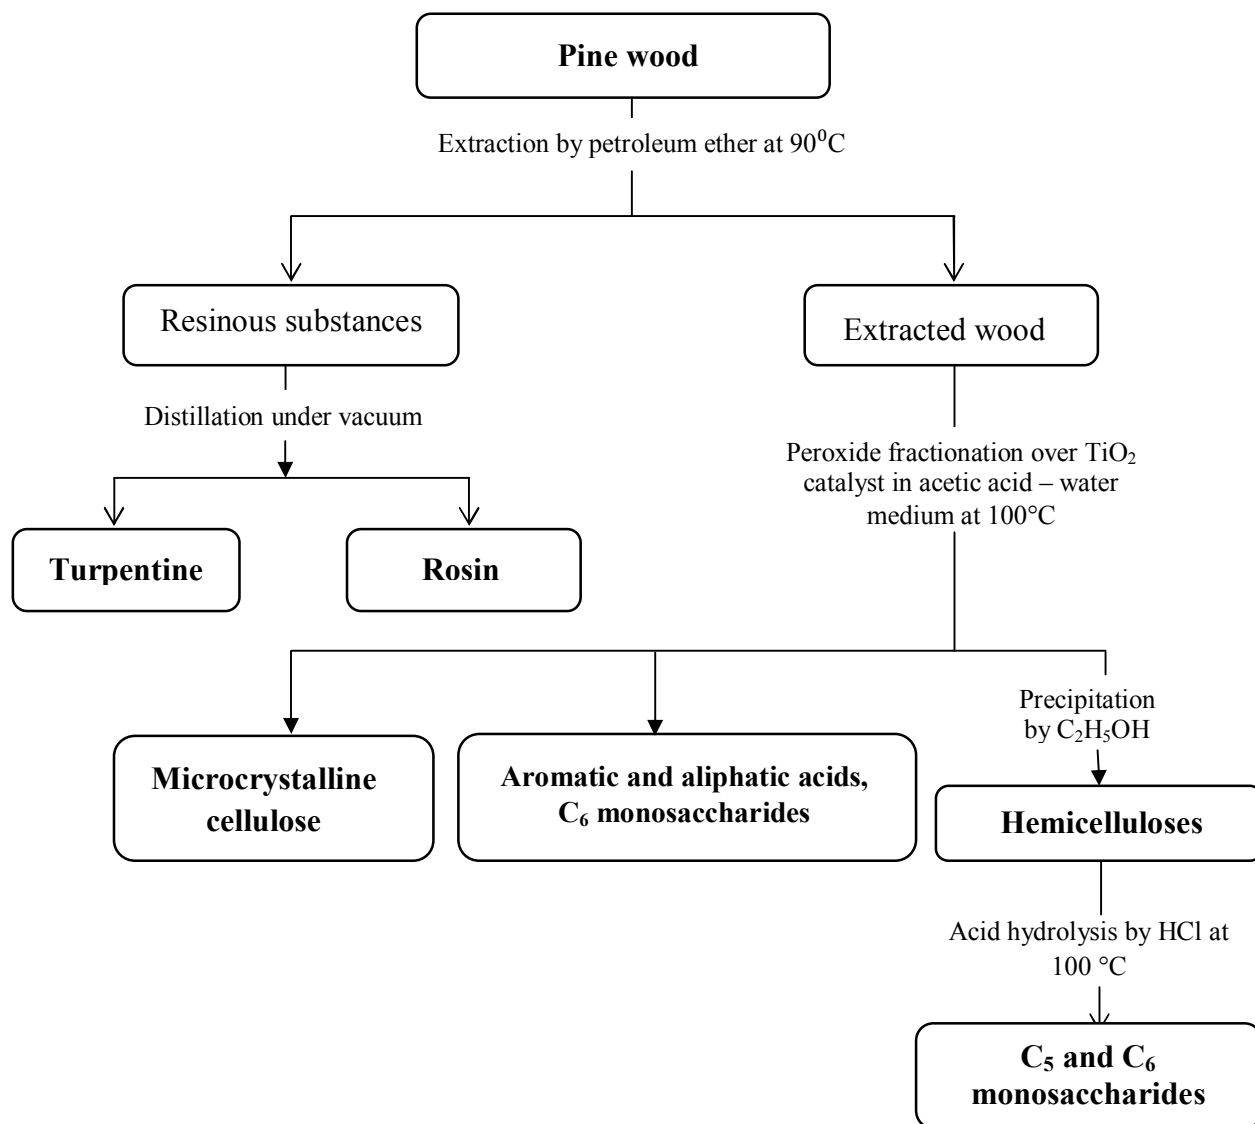 Pine wood
Extraction by petroleum ether at 90⁰C
Resinous substances
Extracted wood
Distillation under vacuum
Peroxide fractionation over TiO₂
catalyst in acetic acid – water
medium at 100°C
Turpentine
Rosin
Precipitation
by C₂H₅OH
Microcrystalline
cellulose
Aromatic and aliphatic acids,
C₆ monosaccharides
Hemicelluloses
Acid hydrolysis by HCl at
100 °C
C₅ and C₆
monosaccharides